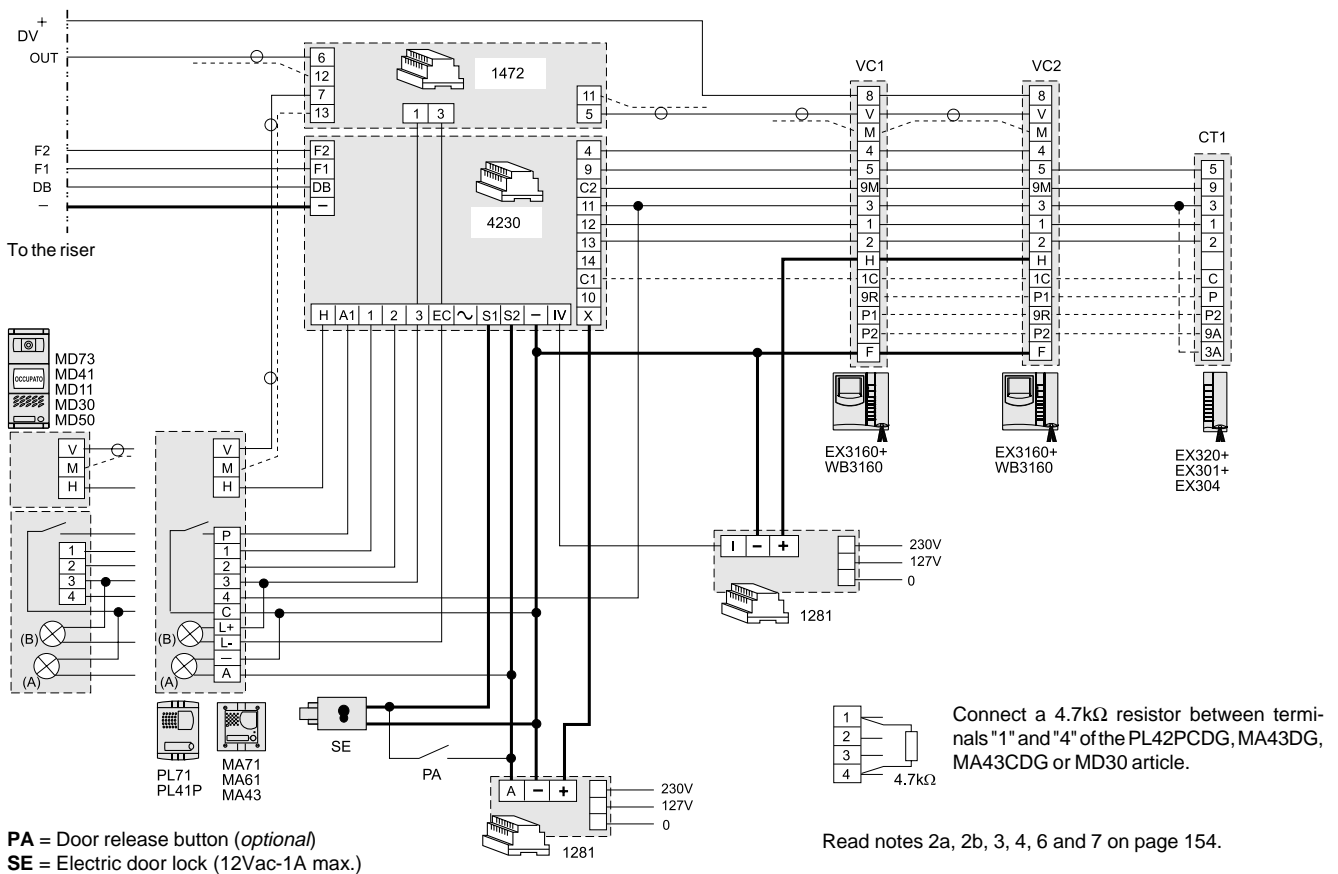 +
DV
OUT
F2
F1
DB
–
To the riser
6
12
7
13
1472
1 3
11
5
F2
F1
DB
–
4230
4
9
C2
11
12
13
14
C1
10
X
H A1 1 2 3 EC ~ S1 S2 – IV
VC1
8
V
M
4
5
9M
3
1
2
H
1C
9R
P1
P2
F
EX3160+
WB3160
VC2
8
V
M
4
5
9M
3
1
2
H
1C
P1
9R
P2
F
EX3160+
WB3160
CT1
5
9
3
1
2
C
P
P2
9A
3A
EX320+
EX301+
EX304
OCCUPATO
MD73
MD41
MD11
MD30
MD50
V
M
H
1
2
3
4
(B)
(A)
V
M
H
P
1
2
3
4
C
L+
L-
–
A
(B)
(A)
PL71
PL41P
MA71
MA61
MA43
SE
PA
I – +
230V
127V
0
1281
A – +
230V
127V
0
1281
1
2
3
4
4.7kΩ
Connect a 4.7kΩ resistor between termi-
nals "1" and "4" of the PL42PCDG, MA43DG,
MA43CDG or MD30 article.
PA = Door release button (optional)
SE = Electric door lock (12Vac-1A max.)
Read notes 2a, 2b, 3, 4, 6 and 7 on page 154.